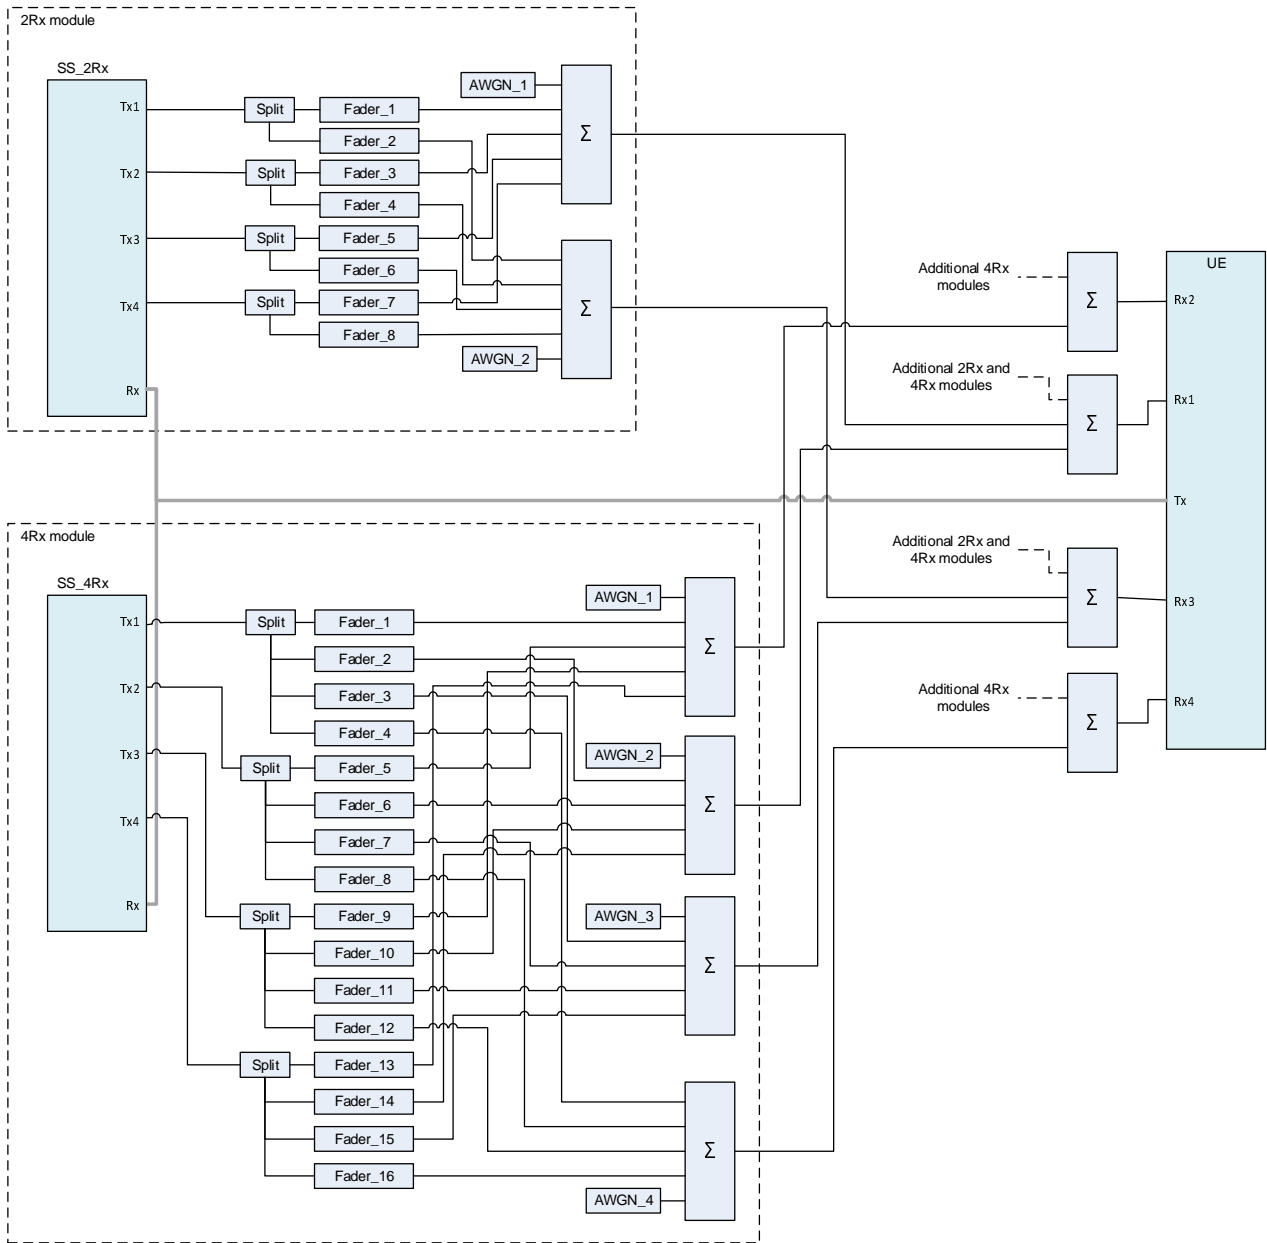 2Rx module
SS_2Rx
Tx1
Tx2
Tx3
Tx4
Rx
Split
Split
Split
Split
Fader_1
Fader_2
Fader_3
Fader_4
Fader_5
Fader_6
Fader_7
Fader_8
AWGN_1
Σ
Σ
AWGN_2
Additional 4Rx
modules
Σ
Additional 2Rx and
4Rx modules
Σ
Additional 2Rx and
4Rx modules
Σ
Additional 4Rx
modules
Σ
UE
Rx2
Rx1
Tx
Rx3
Rx4
4Rx module
SS_4Rx
Tx1
Tx2
Tx3
Tx4
Rx
Split
Split
Split
Split
Fader_1
Fader_2
Fader_3
Fader_4
Fader_5
Fader_6
Fader_7
Fader_8
Fader_9
Fader_10
Fader_11
Fader_12
Fader_13
Fader_14
Fader_15
Fader_16
AWGN_1
Σ
AWGN_2
Σ
AWGN_3
Σ
Σ
AWGN_4